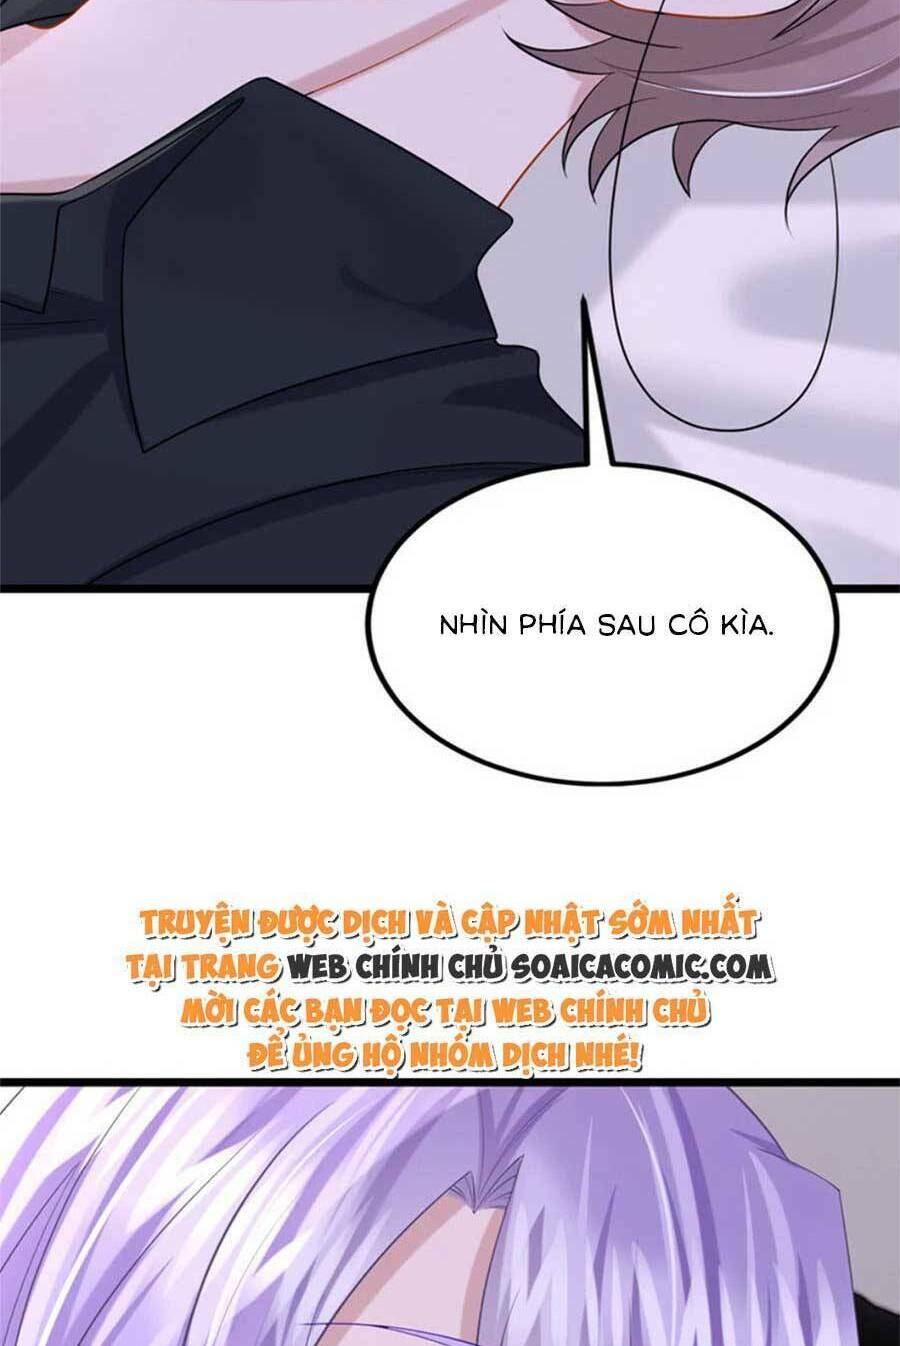 NHÌN PHÍA SAU CÔ KÌA.
TRUYỆN ĐƯỢC DỊCH VÀ CẬP NHẬT SỚM NHẤT
TẠI TRANG WEB CHÍNH CHỦ SOAICACOMIC.COM
MỜI CÁC BẠN ĐỌC TẠI WEB CHÍNH CHỦ
ĐỂ ỦNG HỘ NHÓM DỊCH NHÉ!